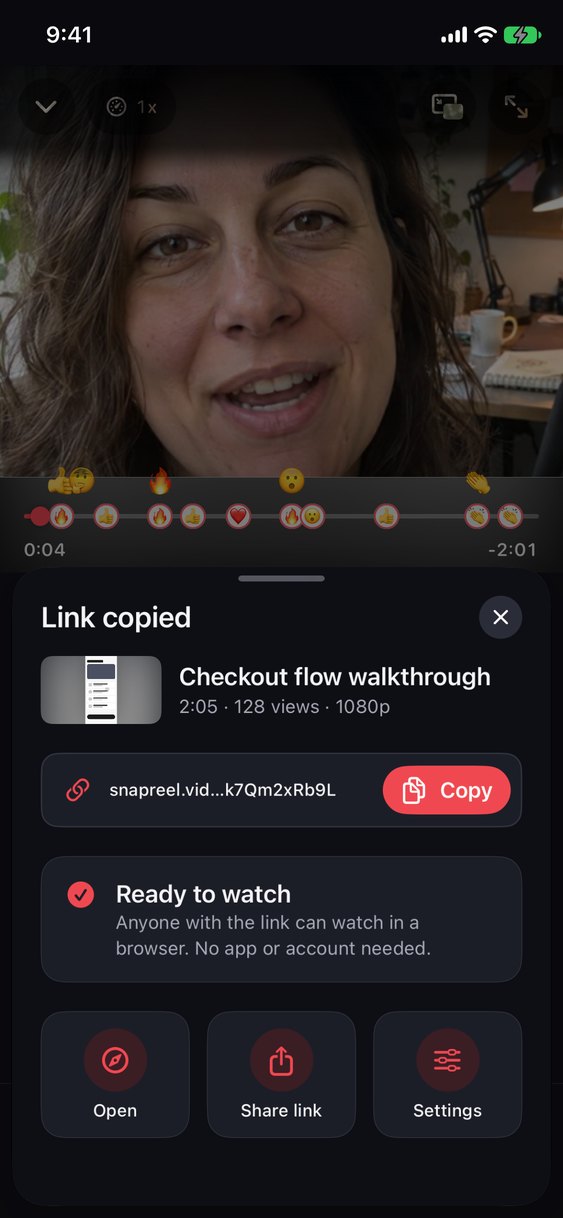 9:41
1x
0:04
-2:01
Link copied
Checkout flow walkthrough
2:05 · 128 views · 1080p
snapreel.vid...k7Qm2xRb9L
Copy
Ready to watch
Anyone with the link can watch in a
browser. No app or account needed.
Open
Share link
Settings